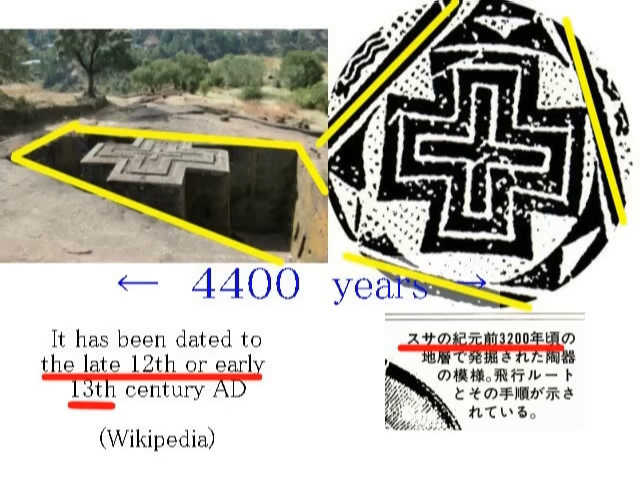 ← 4400 years →
It has been dated to
the late 12th or early
13th century AD
(Wikipedia)
スサの紀元前3200年頃の
地層で発掘された陶器
の模様。飛行ルート
とその手順が示さ
れている。